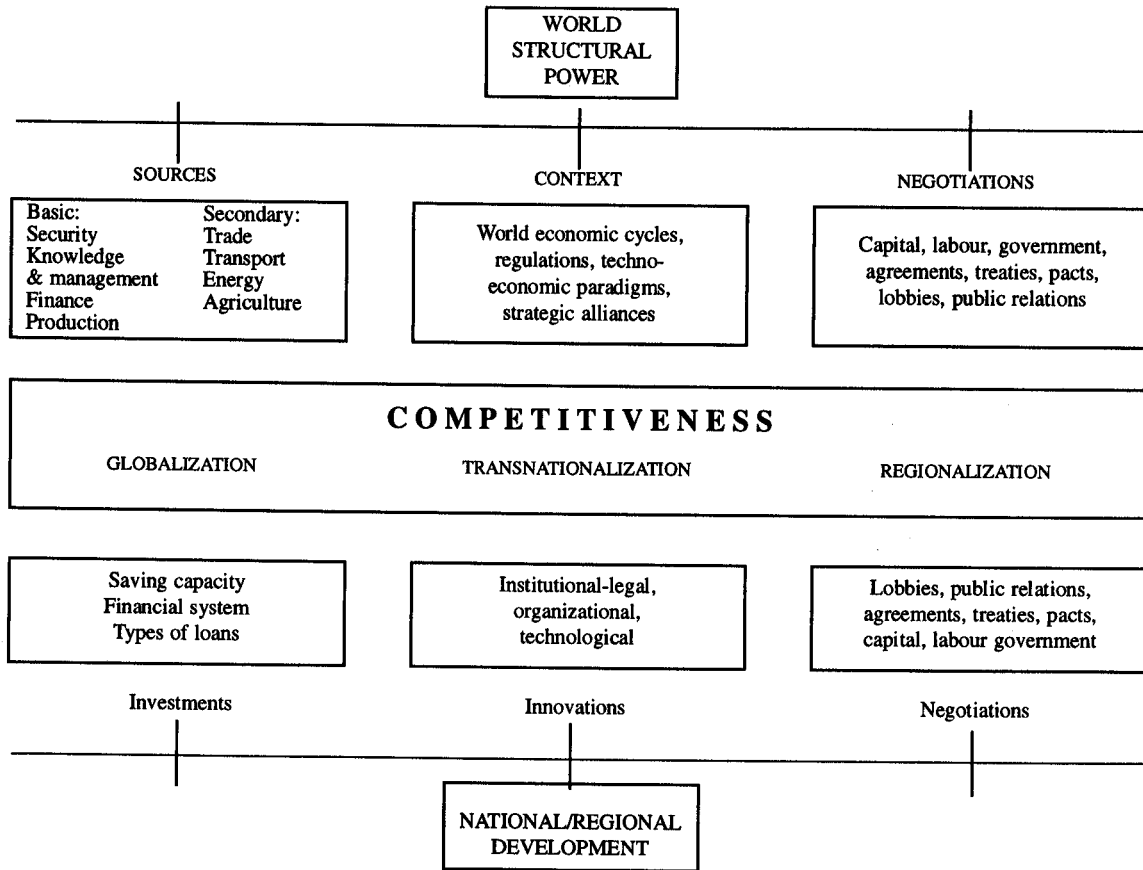 WORLD
STRUCTURAL
POWER
SOURCES
CONTEXT
NEGOTIATIONS
Basic:
Security
Knowledge
& management
Finance
Production
Secondary:
Trade
Transport
Energy
Agriculture
World economic cycles,
regulations, techno-
economic paradigms,
strategic alliances
Capital, labour, government,
agreements, treaties, pacts,
lobbies, public relations
COMPETITIVENESS
GLOBALIZATION
TRANSNATIONALIZATION
REGIONALIZATION
Saving capacity
Financial system
Types of loans
Institutional-legal,
organizational,
technological
Lobbies, public relations,
agreements, treaties, pacts,
capital, labour government
Investments
Innovations
Negotiations
NATIONAL/REGIONAL
DEVELOPMENT